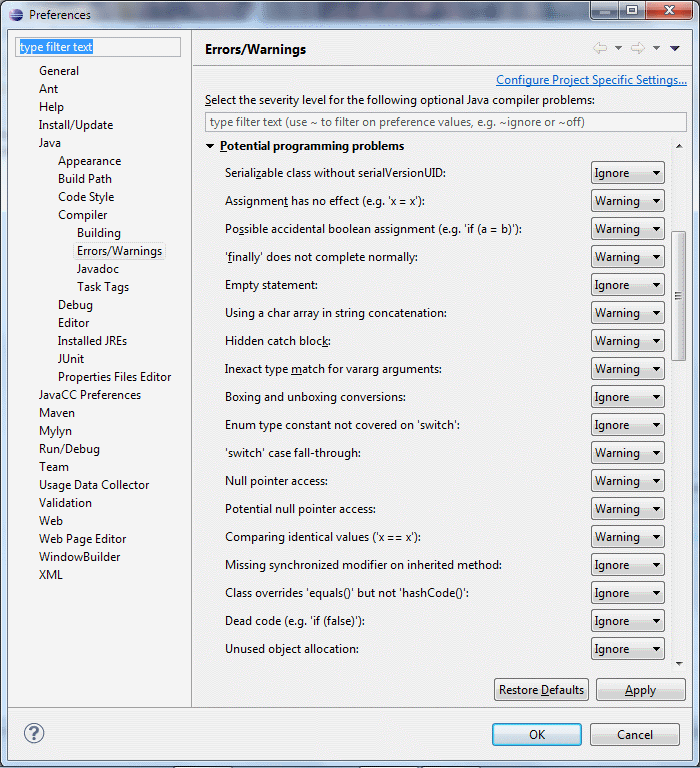 Preferences
type filter text
General
Ant
Help
Install/Update
Java
Appearance
Build Path
Code Style
Compiler
Building
Errors/Warnings
Javadoc
Task Tags
Debug
Editor
Installed JREs
JUnit
Properties Files Editor
JavaCC Preferences
Maven
Mylyn
Run/Debug
Team
Usage Data Collector
Validation
Web
Web Page Editor
WindowBuilder
XML
Errors/Warnings
Configure Project Specific Settings...
Select the severity level for the following optional Java compiler problems:
type filter text (use ~ to filter on preference values, e.g. ~ignore or ~off)
Potential programming problems
Serializable class without serialVersionUID: Ignore
Assignment has no effect (e.g. 'x = x'): Warning
Possible accidental boolean assignment (e.g. 'if (a = b)'): Warning
'finally' does not complete normally: Warning
Empty statement: Ignore
Using a char array in string concatenation: Warning
Hidden catch block: Warning
Inexact type match for vararg arguments: Warning
Boxing and unboxing conversions: Ignore
Enum type constant not covered on 'switch': Ignore
'switch' case fall-through: Warning
Null pointer access: Warning
Potential null pointer access: Warning
Comparing identical values ('x == x'): Warning
Missing synchronized modifier on inherited method: Ignore
Class overrides 'equals()' but not 'hashCode()': Ignore
Dead code (e.g. 'if (false)'): Ignore
Unused object allocation: Ignore
Restore Defaults
Apply
?
OK
Cancel